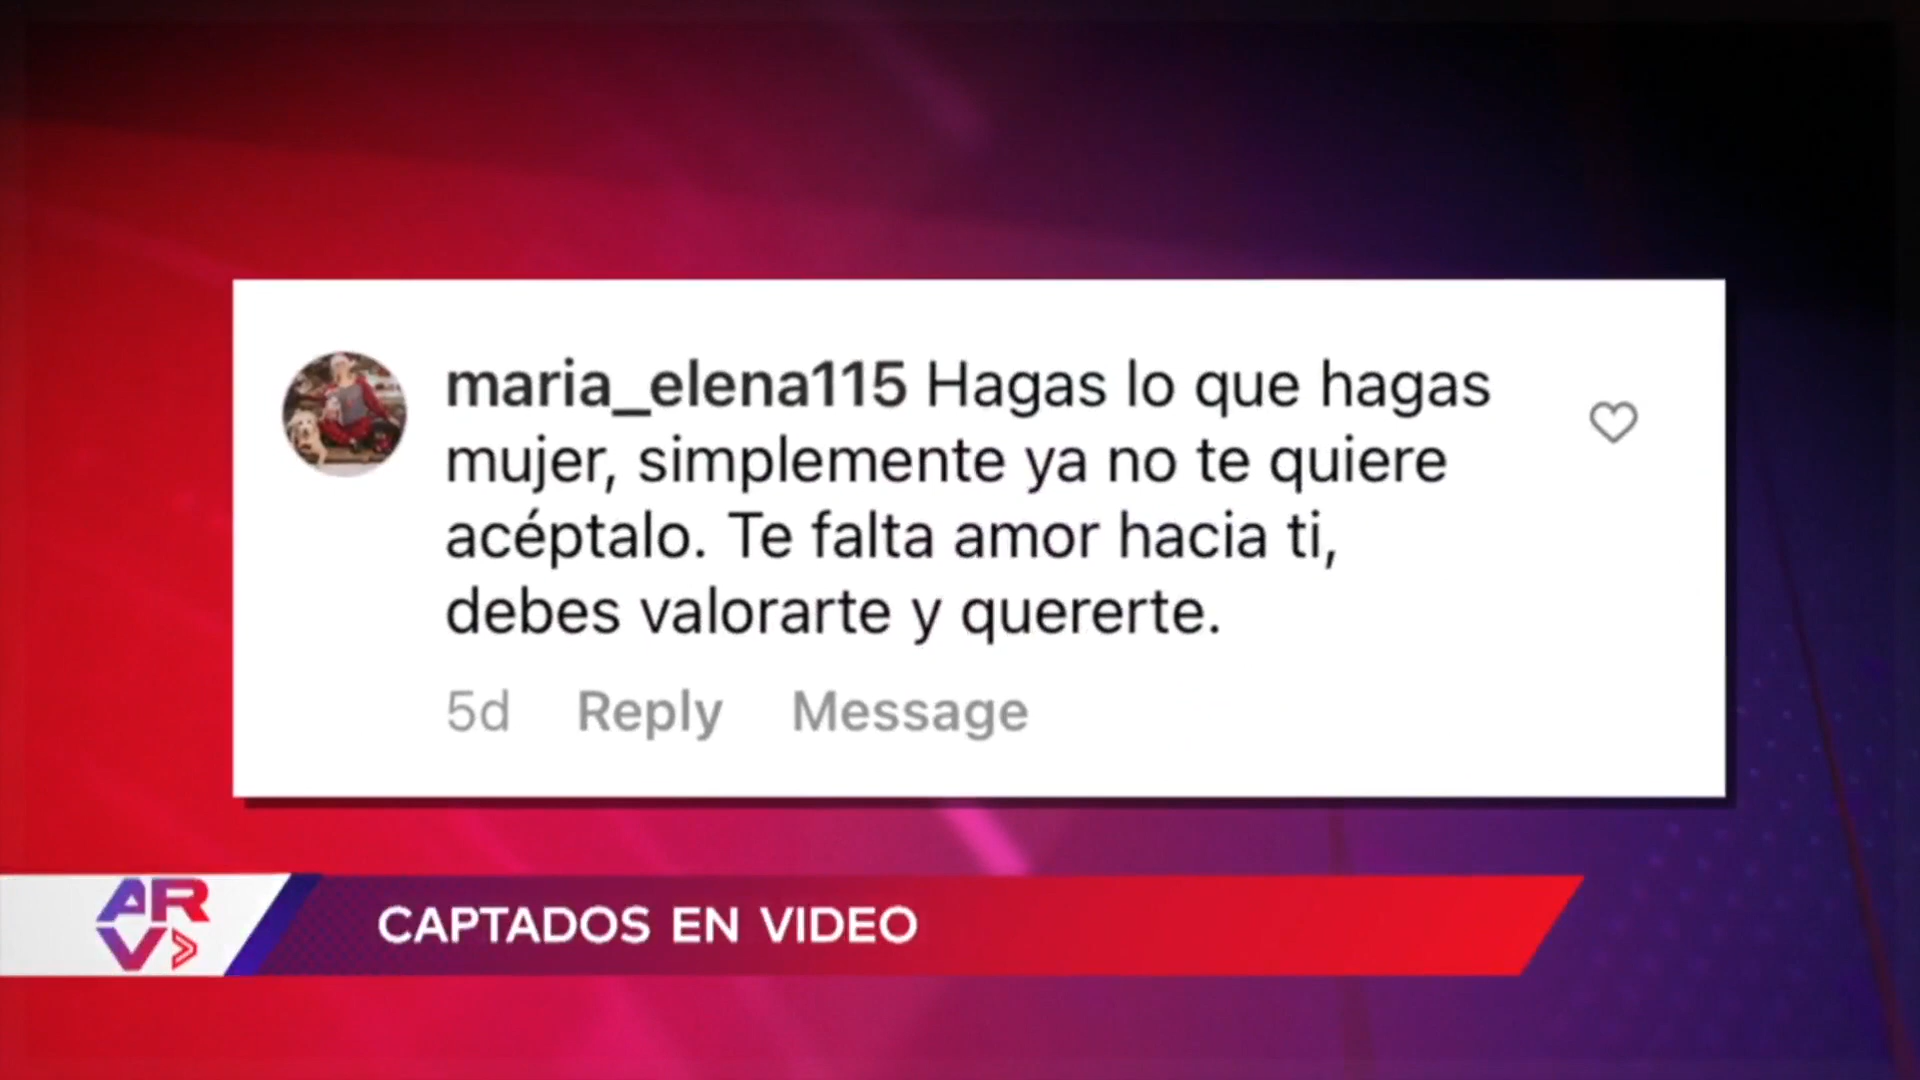 maria_elena115 Hagas lo que hagas
mujer, simplemente ya no te quiere
acéptalo. Te falta amor hacia ti,
debes valorarte y quererte.
5d Reply Message
ARV
CAPTADOS EN VIDEO